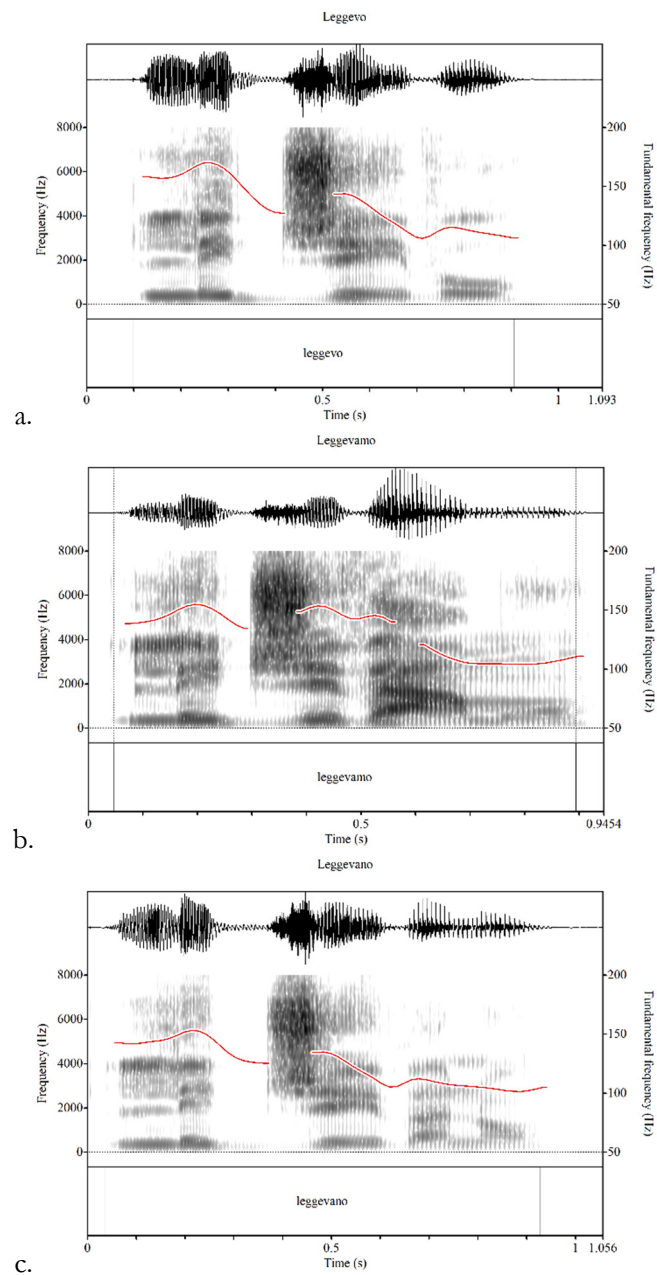 Leggevo
8000
6000
4000
2000
0
Frequency (Hz)
200
150
100
50
Fundamental frequency (Hz)
leggevo
0
0.5
1
1.093
Time (s)
a.
Leggevamo
8000
6000
4000
2000
0
Frequency (Hz)
200
150
100
50
Fundamental frequency (Hz)
leggevamo
0
0.5
0.9454
Time (s)
b.
Leggevano
8000
6000
4000
2000
0
Frequency (Hz)
200
150
100
50
Fundamental frequency (Hz)
leggevano
0
0.5
1
1.056
Time (s)
c.